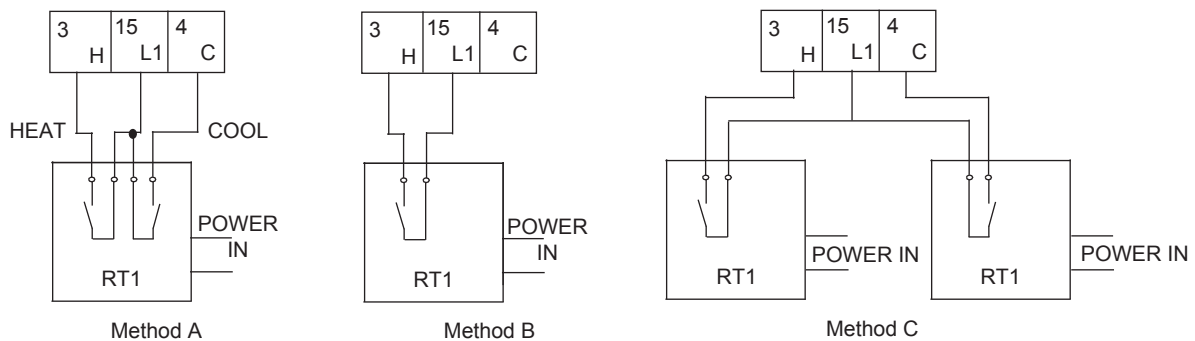 3 15 4
H L1 C
HEAT COOL
POWER
IN
RT1
Method A
3 15 4
H L1 C
POWER
IN
RT1
Method B
3 15 4
H L1 C
POWER IN POWER IN
RT1 RT1
Method C